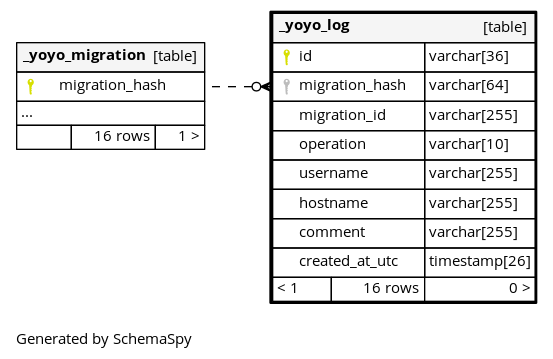 _yoyo_migration [table]
migration_hash
...
16 rows 1 >
_yoyo_log [table]
id varchar[36]
migration_hash varchar[64]
migration_id varchar[255]
operation varchar[10]
username varchar[255]
hostname varchar[255]
comment varchar[255]
created_at_utc timestamp[26]
< 1 16 rows 0 >
Generated by SchemaSpy